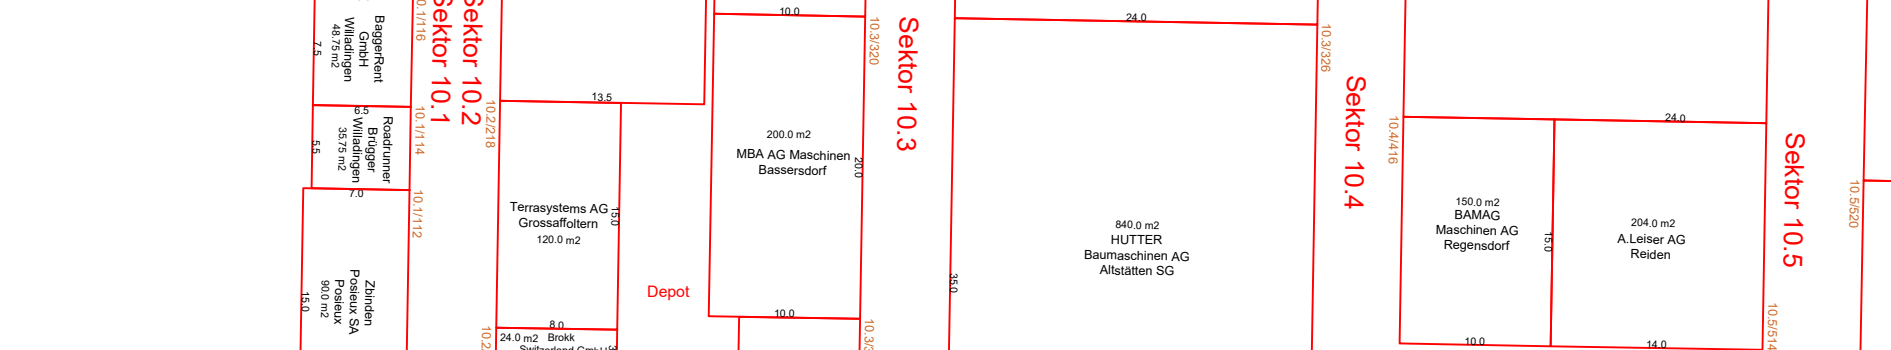 BaggerRent
GmbH
Willadingen
48.75 m2
7.5
6.5
Roadrunner
Brügger
Willadingen
35.75 m2
5.5
7.0
Zbinden
Posieux SA
Posieux
90.0 m2
15.0
10.1/114
10.1/112
Sektor 10.1
Sektor 10.2
10.2/218
13.5
Terrasystems AG
Grossaffoltern
120.0 m2
15.0
8.0
24.0 m2 Brokk
Depot
10.0
200.0 m2
MBA AG Maschinen
Bassersdorf
20.0
10.0
10.3/320
Sektor 10.3
24.0
840.0 m2
HUTTER
Baumaschinen AG
Altstätten SG
35.0
10.3/326
Sektor 10.4
10.4/416
24.0
150.0 m2
BAMAG
Maschinen AG
Regensdorf
15.0
10.0
204.0 m2
A.Leiser AG
Reiden
14.0
Sektor 10.5
10.5/514
10.5/520